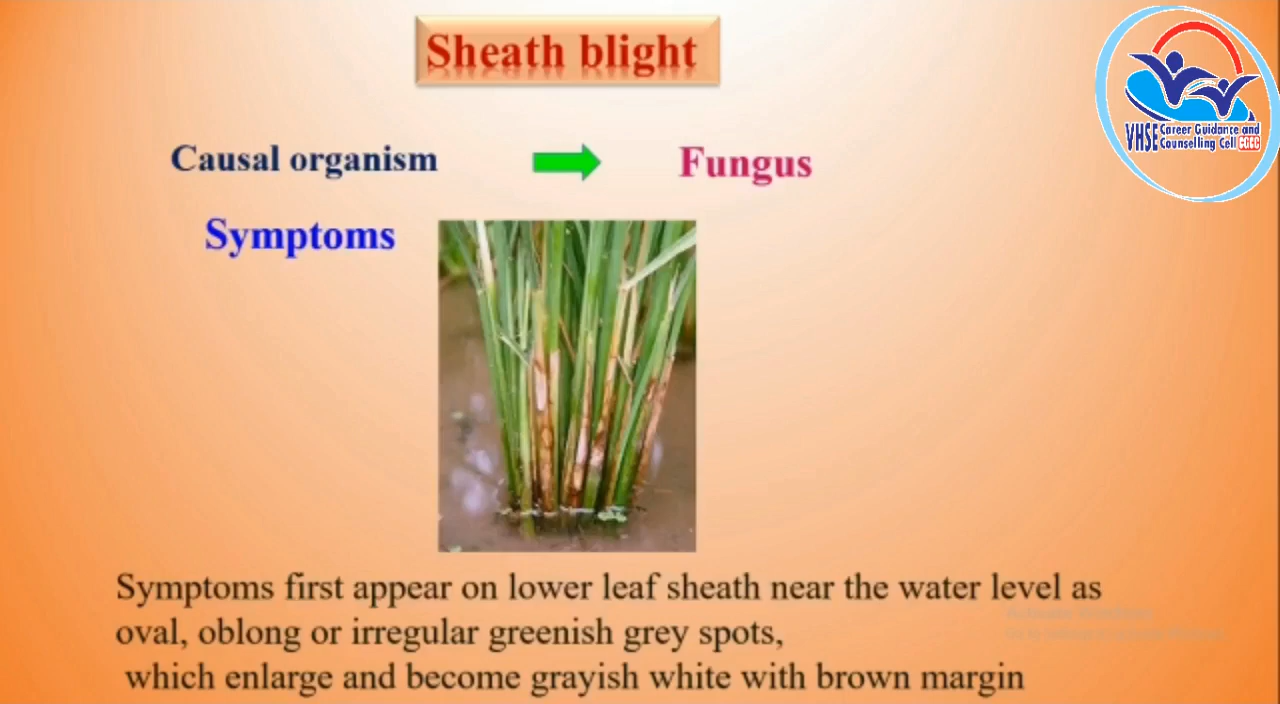 Sheath blight
VHSE Career Guidance and
Counselling Cell CGCC
Causal organism
Fungus
Symptoms
Symptoms first appear on lower leaf sheath near the water level as
oval, oblong or irregular greenish grey spots,
which enlarge and become grayish white with brown margin